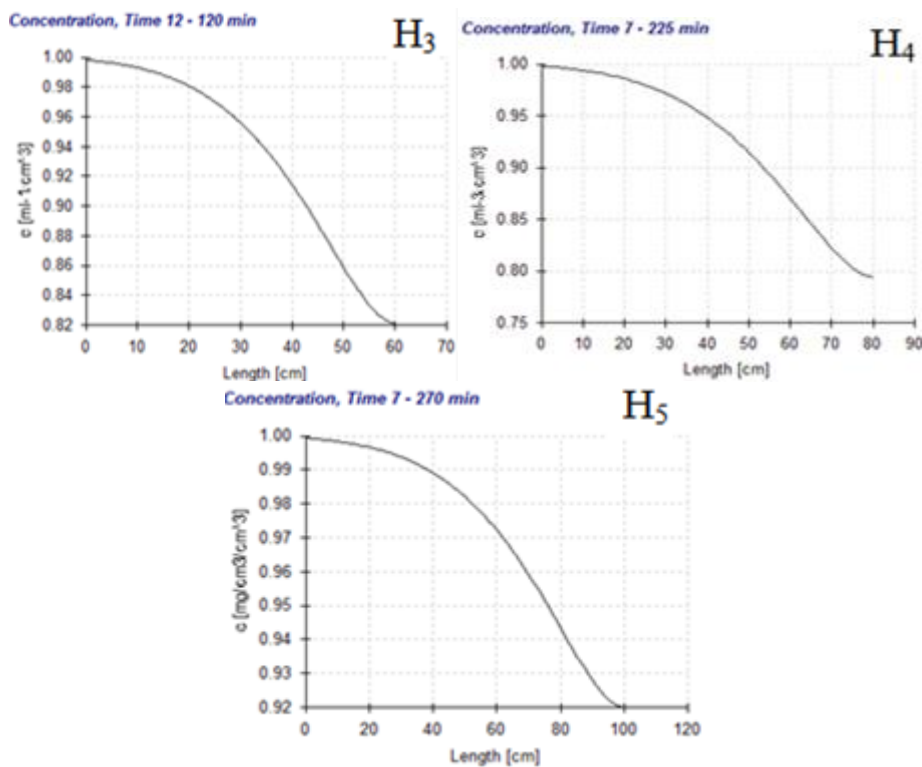 Concentration, Time 12 - 120 min
H3
c [ml-1/cm^3]
1.00
0.98
0.96
0.94
0.92
0.90
0.88
0.86
0.84
0.82
0 10 20 30 40 50 60 70
Length [cm]
Concentration, Time 7 - 225 min
H4
c [ml-3/cm^3]
1.00
0.95
0.90
0.85
0.80
0.75
0 10 20 30 40 50 60 70 80 90
Length [cm]
Concentration, Time 7 - 270 min
H5
c [mg/cm3/cm^3]
1.00
0.99
0.98
0.97
0.96
0.95
0.94
0.93
0.92
0 20 40 60 80 100 120
Length [cm]